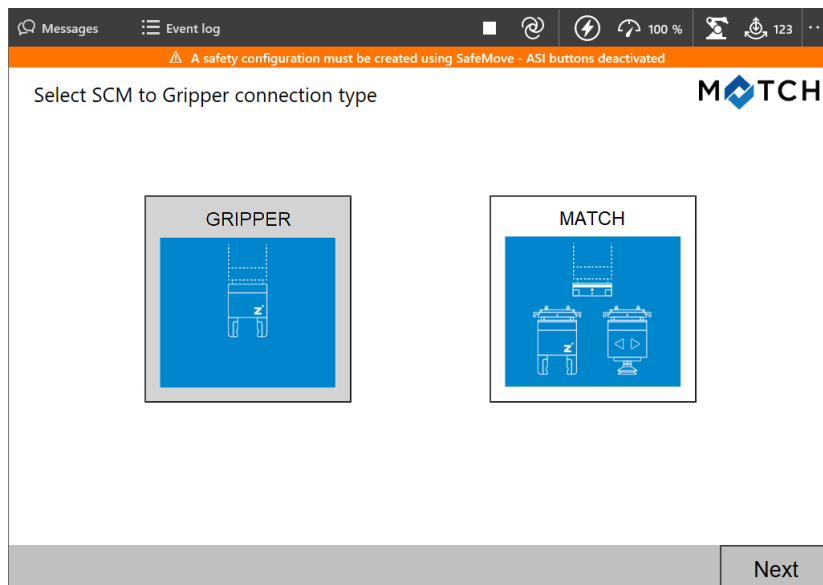 Messages
Event log
100 %
123
A safety configuration must be created using SafeMove - ASI buttons deactivated
Select SCM to Gripper connection type
MATCH
GRIPPER
MATCH
Z
Z
Next